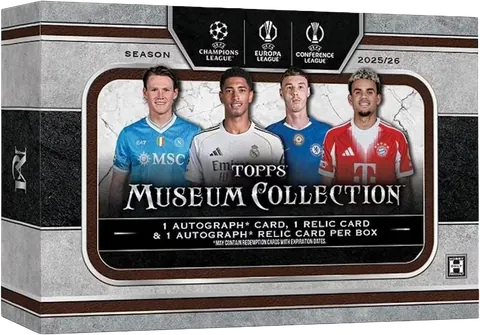 SEASON
CHAMPIONS
LEAGUE
EUROPA
LEAGUE
CONFERENCE
LEAGUE
2025/26
MSC
TOPPS
MUSEUM COLLECTION
1 AUTOGRAPH* CARD, 1 RELIC CARD
& 1 AUTOGRAPH* RELIC CARD PER BOX
*MAY CONTAIN REDEMPTION CARDS WITH EXPIRATION DATES.
M
H